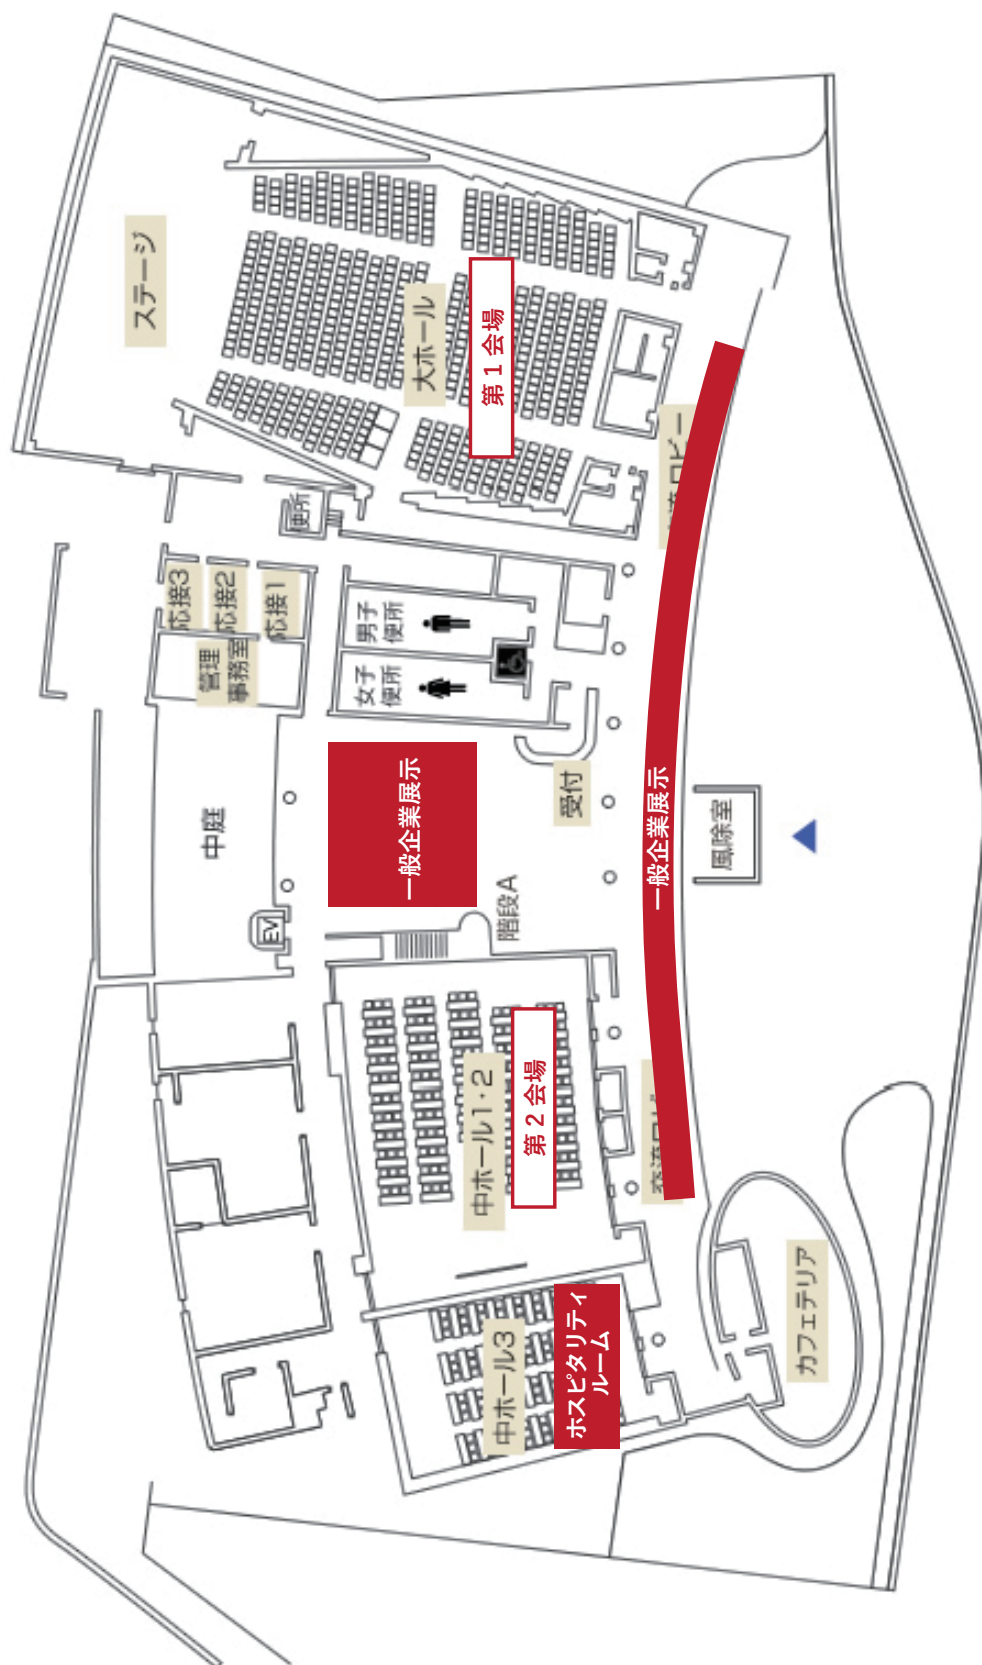 ステージ
大ホール
第1会場
便所
応接3
応接2
応接1
管理
事務室
男子
便所
女子
便所
中庭
一般企業展示
受付
EV
階段A
一般企業展示
風除室
中ホール1・2
第2会場
中ホール3
ホスピタリティ
ルーム
カフェテリア